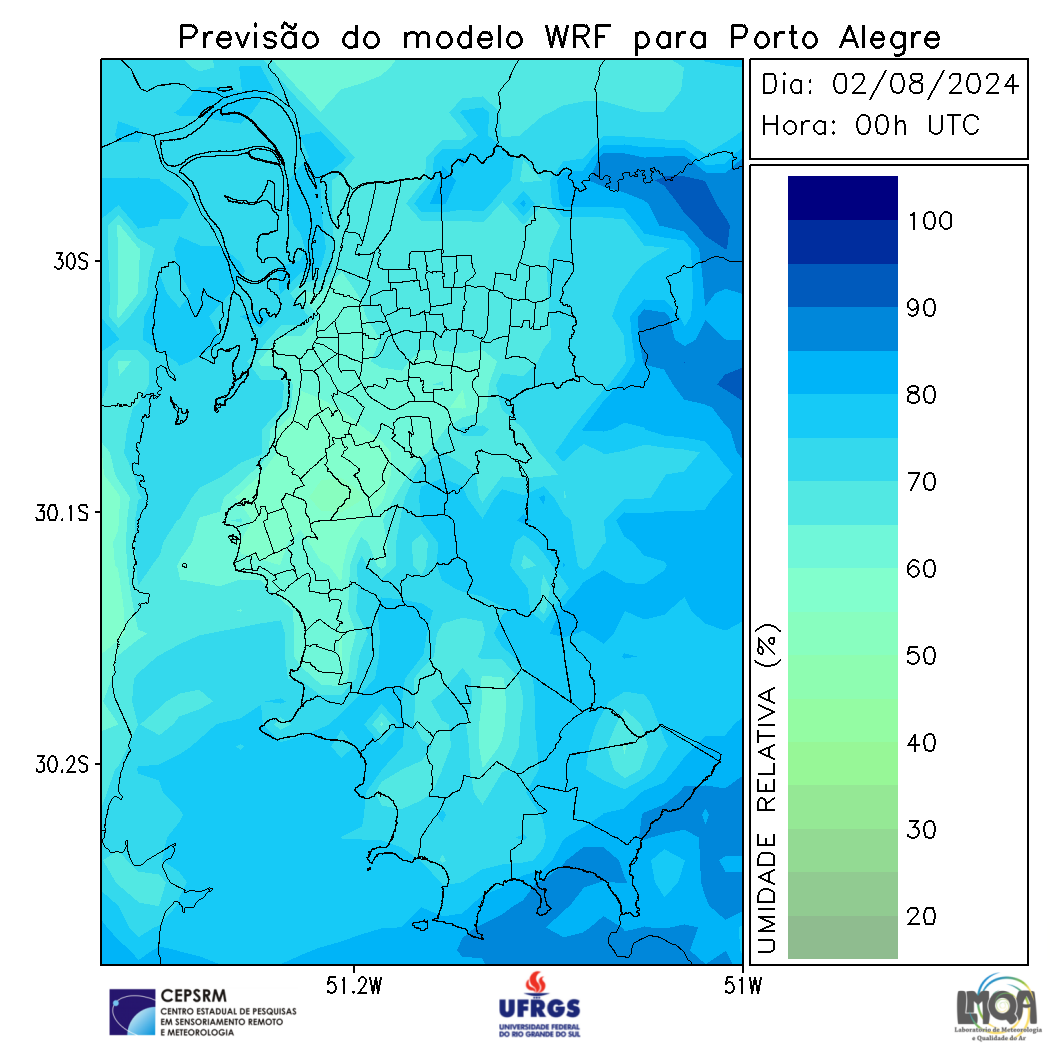 Previsão do modelo WRF para Porto Alegre
Dia: 02/08/2024
Hora: 00h UTC
30S
30.1S
30.2S
51.2W
51W
UMIDADE RELATIVA (%)
100
90
80
70
60
50
40
30
20
CEPSRM
CENTRO ESTADUAL DE PESQUISAS
EM SENSORIAMENTO REMOTO
E METEOROLOGIA
UFRGS
UNIVERSIDADE FEDERAL
DO RIO GRANDE DO SUL
LMQA
Laboratório de Meteorologia
e Qualidade do Ar